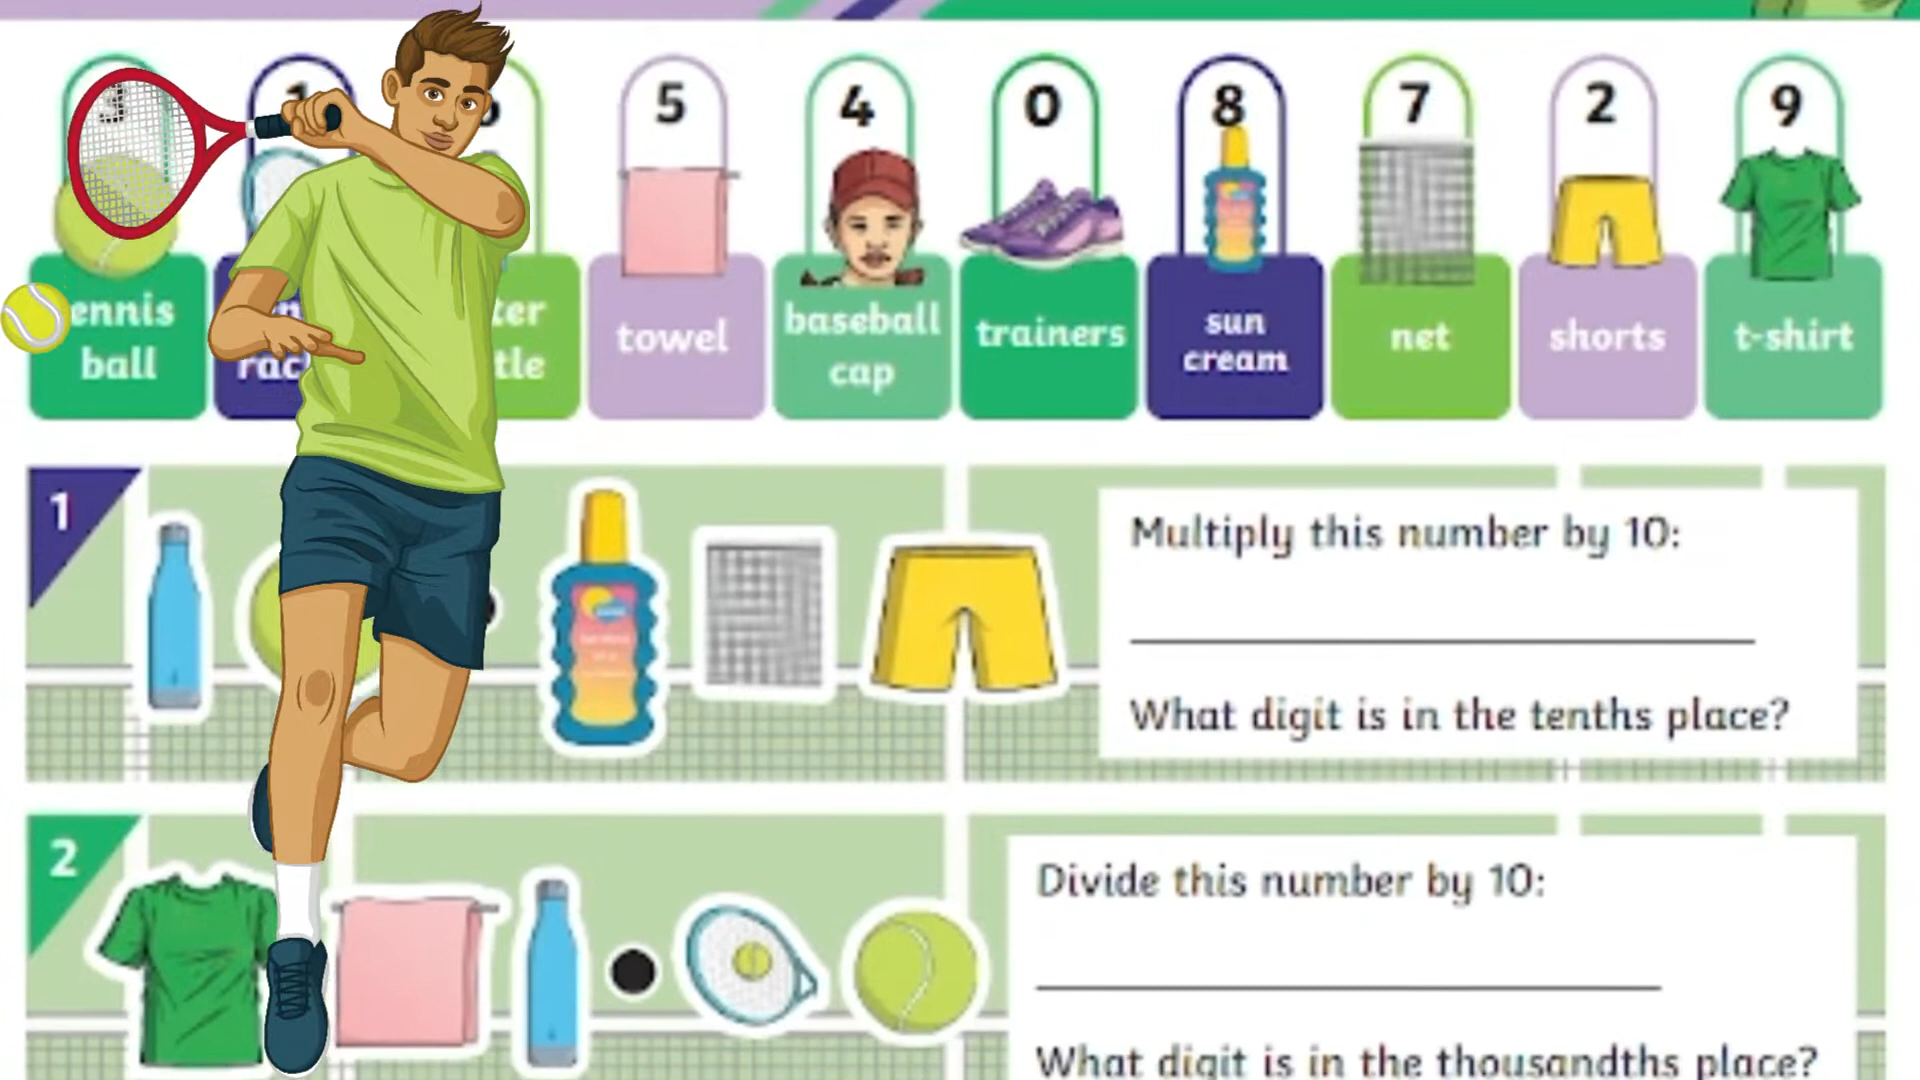 5 4 0 8 7 2 9
ball
towel
baseball
cap
trainers
sun
cream
net
shorts
t-shirt
1
Multiply this number by 10:
What digit is in the tenths place?
2
Divide this number by 10:
What digit is in the thousandths place?